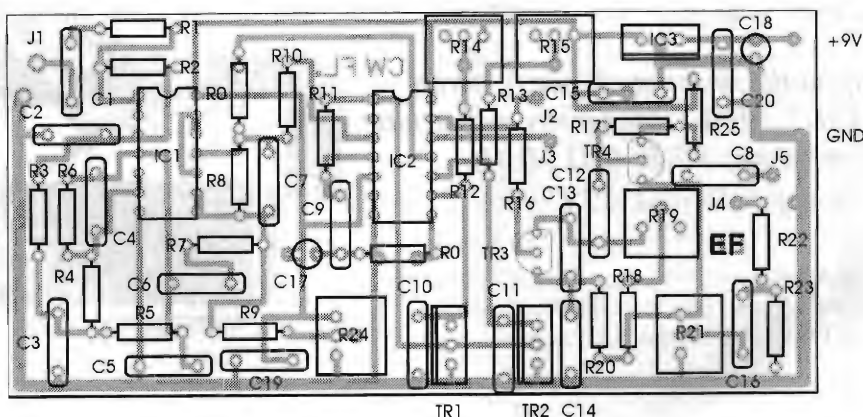 J1
R1
R2
C1
C2
R0
R10
R11
CW FL
R14
R15
IC3
C18
+9V
R13
J2
C15
C20
R17
R25
GND
IC1
IC2
J3
TR4
R3
R6
R8
C7
C9
R12
R16
C12
C13
C8
J5
C4
R7
R19
J4
EF
R22
R4
C6
C17
R0
TR3
R18
R23
C3
R5
R9
R24
C10
C11
R20
R21
C5
C19
C16
TR1
TR2
C14